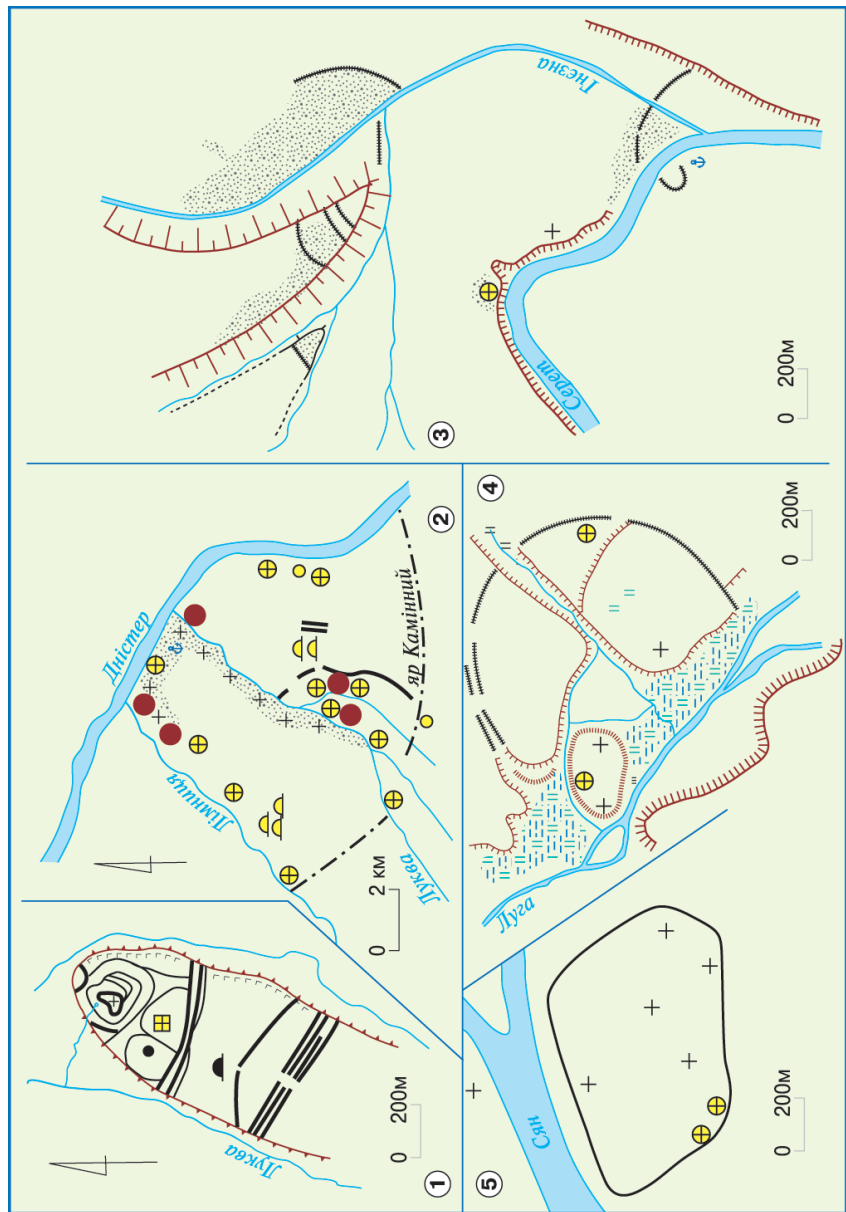 Гнезна
Серет
0 200м
3
Дністер
Лімниця
Луква
яр Камінний
0 2 км
2
Луква
0 200м
1
Луга
0 200м
4
Сян
0 200м
5